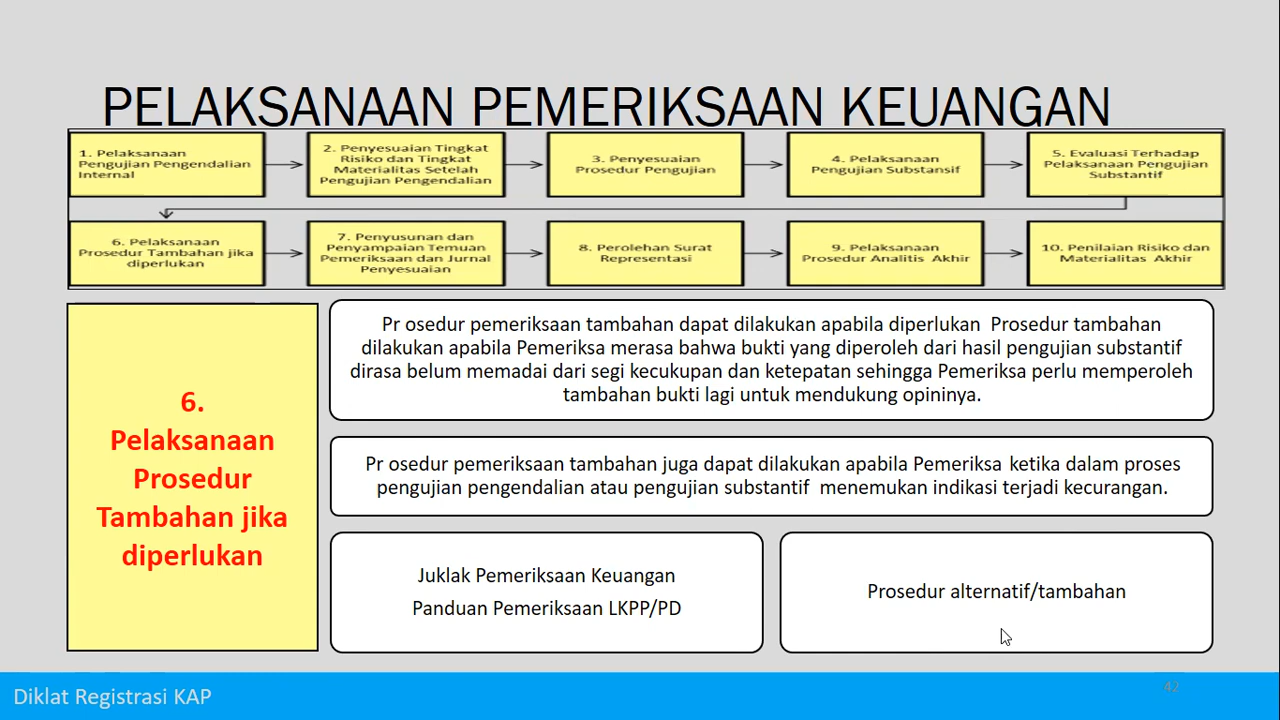 PELAKSANAAN PEMERIKSAAN KEUANGAN
1. Pelaksanaan
Pengujian Pengendalian
Internal
2. Penyesuaian Tingkat
Risiko dan Tingkat
Materialitas Setelah
Pengujian Pengendalian
3. Penyesuaian
Prosedur Pengujian
4. Pelaksanaan
Pengujian Substansif
5. Evaluasi Terhadap
Pelaksanaan Pengujian
Substantif
6. Pelaksanaan
Prosedur Tambahan jika
diperlukan
7. Penyusunan dan
Penyampaian Temuan
Pemeriksaan dan Jurnal
Penyesuaian
8. Perolehan Surat
Representasi
9. Pelaksanaan
Prosedur Analitis Akhir
10. Penilaian Risiko dan
Materialitas Akhir
6.
Pelaksanaan
Prosedur
Tambahan jika
diperlukan
Pr osedur pemeriksaan tambahan dapat dilakukan apabila diperlukan Prosedur tambahan
dilakukan apabila Pemeriksa merasa bahwa bukti yang diperoleh dari hasil pengujian substantif
dirasa belum memadai dari segi kecukupan dan ketepatan sehingga Pemeriksa perlu memperoleh
tambahan bukti lagi untuk mendukung opininya.
Pr osedur pemeriksaan tambahan juga dapat dilakukan apabila Pemeriksa ketika dalam proses
pengujian pengendalian atau pengujian substantif menemukan indikasi terjadi kecurangan.
Juklak Pemeriksaan Keuangan
Panduan Pemeriksaan LKPP/PD
Prosedur alternatif/tambahan
Diklat Registrasi KAP
42